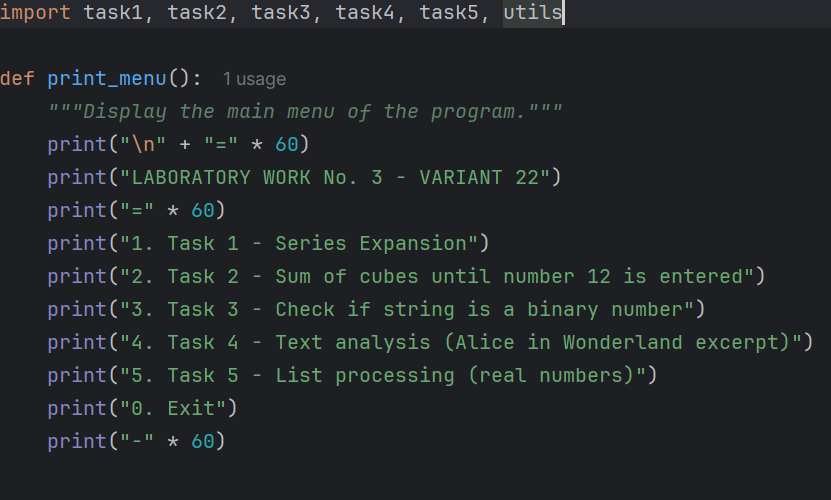 import task1, task2, task3, task4, task5, utils
def print_menu(): 1 usage
    """Display the main menu of the program."""
    print("\n" + "=" * 60)
    print("LABORATORY WORK No. 3 - VARIANT 22")
    print("=" * 60)
    print("1. Task 1 - Series Expansion")
    print("2. Task 2 - Sum of cubes until number 12 is entered")
    print("3. Task 3 - Check if string is a binary number")
    print("4. Task 4 - Text analysis (Alice in Wonderland excerpt)")
    print("5. Task 5 - List processing (real numbers)")
    print("0. Exit")
    print("-" * 60)